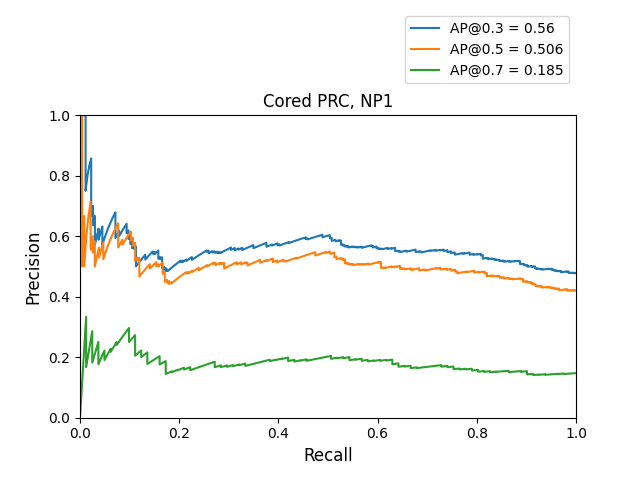 AP@0.3 = 0.56
AP@0.5 = 0.506
AP@0.7 = 0.185
Cored PRC, NP1
Precision
1.0
0.8
0.6
0.4
0.2
0.0
0.0 0.2 0.4 0.6 0.8 1.0
Recall